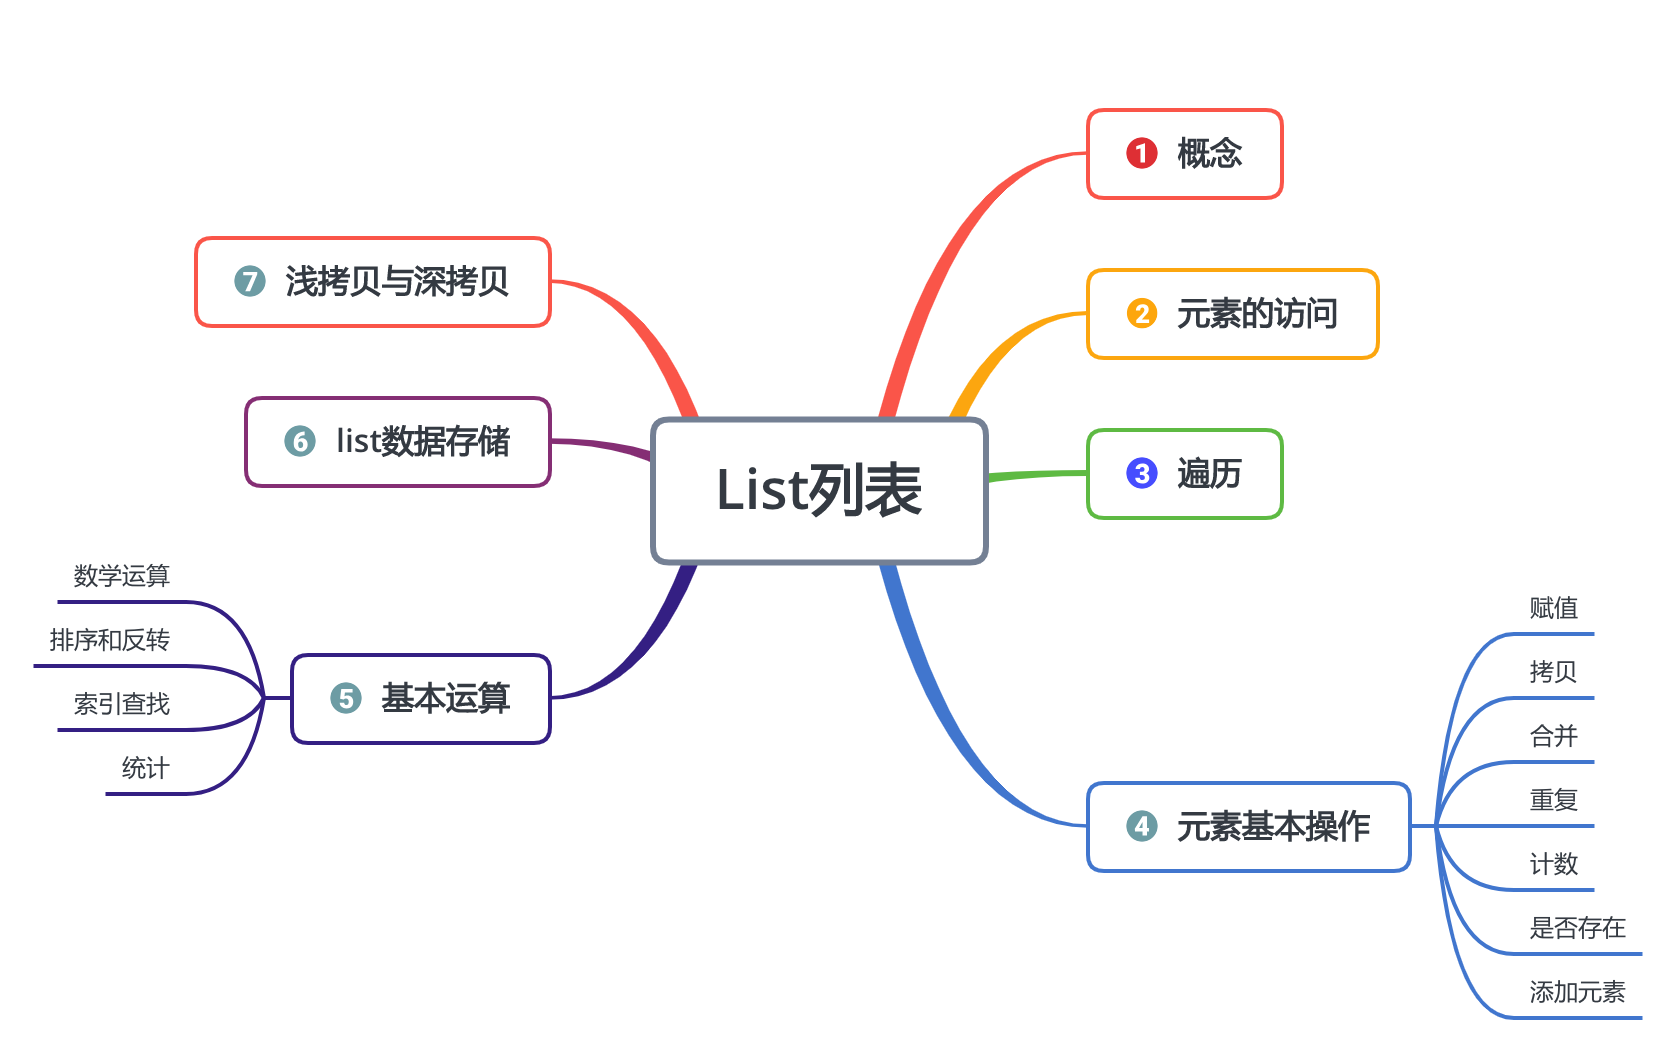 List列表
1 概念
2 元素的访问
3 遍历
4 元素基本操作
赋值
拷贝
合并
重复
计数
是否存在
添加元素
5 基本运算
数学运算
排序和反转
索引查找
统计
6 list数据存储
7 浅拷贝与深拷贝